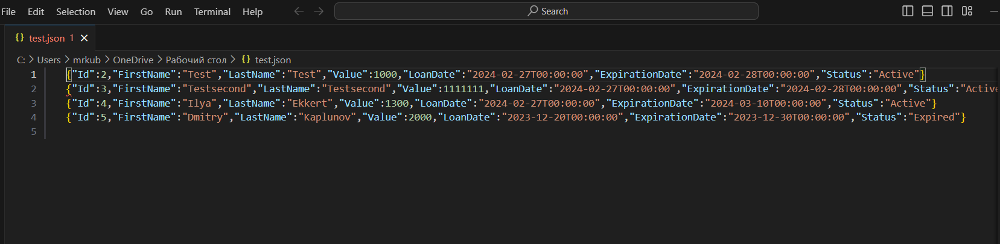 File Edit Selection View Go Run Terminal Help Search
test.json 1
C: > Users > mrkub > OneDrive > Рабочий стол > {} test.json
1 {"Id":2,"FirstName":"Test","LastName":"Test","Value":1000,"LoanDate":"2024-02-27T00:00:00","ExpirationDate":"2024-02-28T00:00:00","Status":"Active"}
2 {"Id":3,"FirstName":"Testsecond","LastName":"Testsecond","Value":1111111,"LoanDate":"2024-02-27T00:00:00","ExpirationDate":"2024-02-28T00:00:00","Status":"Active
3 {"Id":4,"FirstName":"Ilya","LastName":"Ekkert","Value":1300,"LoanDate":"2024-02-27T00:00:00","ExpirationDate":"2024-03-10T00:00:00","Status":"Active"}
4 {"Id":5,"FirstName":"Dmitry","LastName":"Kaplunov","Value":2000,"LoanDate":"2023-12-20T00:00:00","ExpirationDate":"2023-12-30T00:00:00","Status":"Expired"}
5